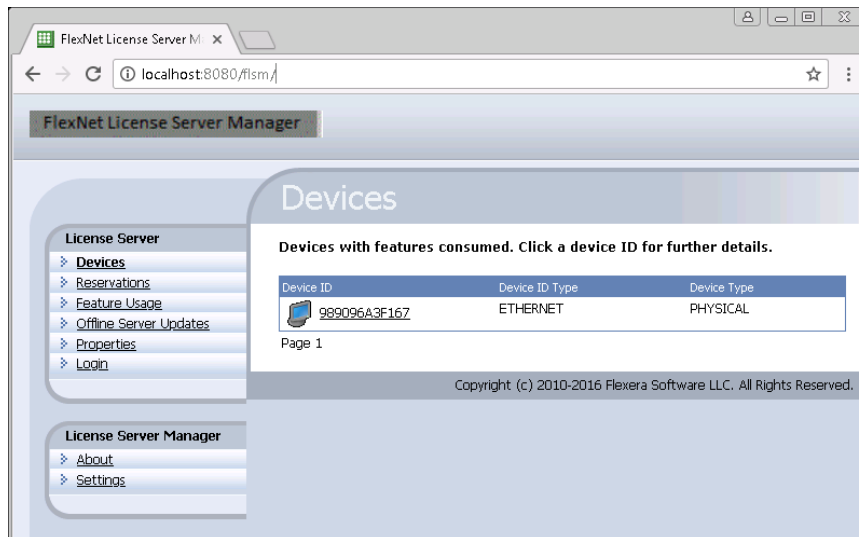 FlexNet License Server M
localhost:8080/flsm/
FlexNet License Server Manager
Devices
License Server
Devices
Reservations
Feature Usage
Offline Server Updates
Properties
Login
License Server Manager
About
Settings
Devices with features consumed. Click a device ID for further details.
Device ID Device ID Type Device Type
989096A3F167 ETHERNET PHYSICAL
Page 1
Copyright (c) 2010-2016 Flexera Software LLC. All Rights Reserved.